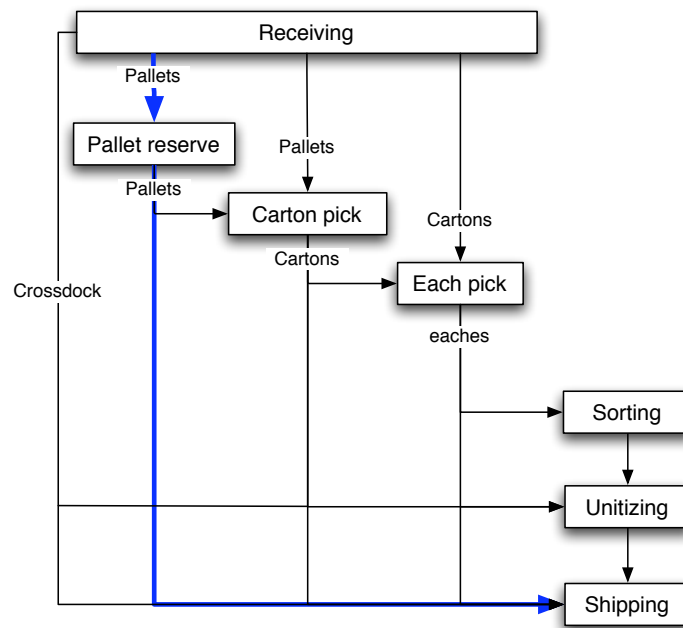 Receiving
Pallets
Pallet reserve
Pallets
Pallets
Carton pick
Cartons
Cartons
Each pick
Crossdock
eaches
Sorting
Unitizing
Shipping